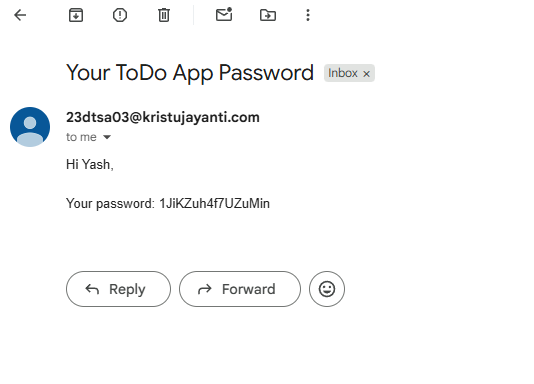 Your ToDo App Password Inbox ×
23dtsa03@kristujayanti.com
to me
Hi Yash,
Your password: 1JiKZuh4f7UZuMin
Reply Forward